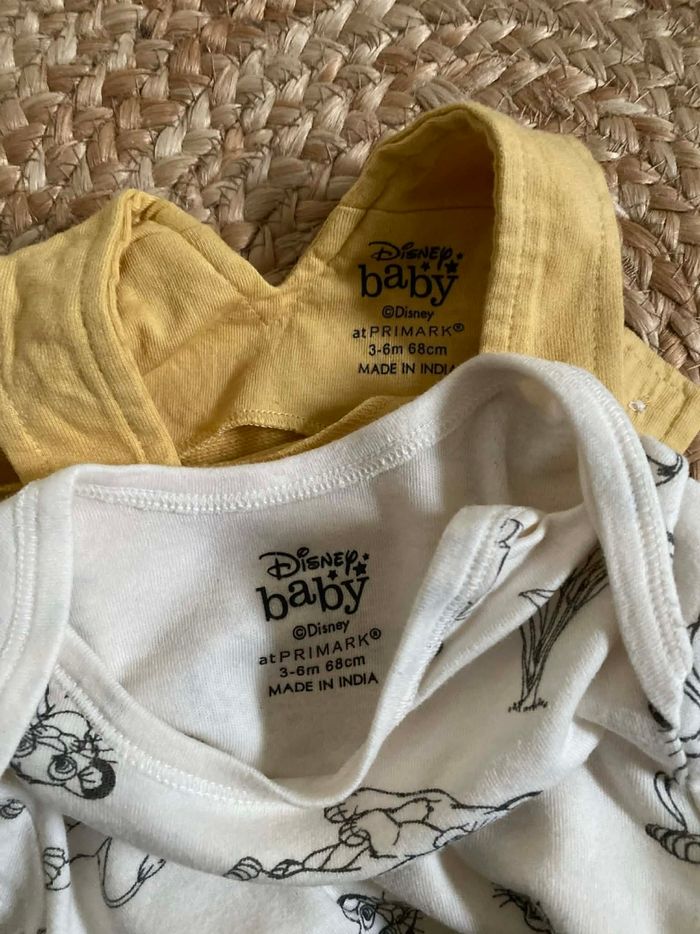 Disney
baby
©Disney
at PRIMARK®
3-6m 68cm
MADE IN INDIA
Disney
baby
©Disney
at PRIMARK®
3-6m 68cm
MADE IN INDIA